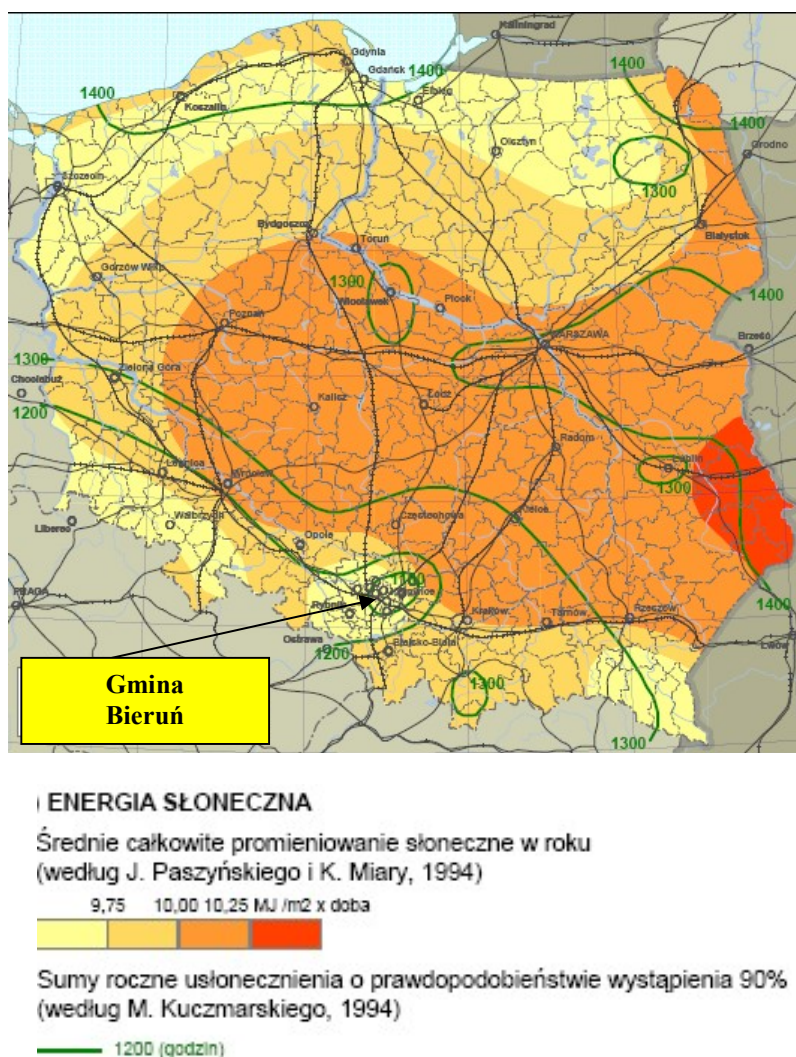 Kaliningrad
Gdynia
1400
Gdańsk
1400
1400
Elbląg
Koszalin
1400
Olsztyn
Grodno
Szczecin
1300
Bydgoszcz
Białystok
Toruń
Gorzów Wlkp.
1300
Włocławek
Płock
1400
Poznań
WARSZAWA
Brześć
1300
Zielona Góra
Chociebuż
1200
Kalisz
Łódź
Radom
Lublin
Legnica
Wrocław
1300
Liberec
Wałbrzych
Częstochowa
Kielce
Opole
1100
PRAGA
Rybnik
1400
Kraków
Tarnów
Rzeszów
Ostrawa
1200
Bielsko-Biała
Lwów
1300
Gmina
Bieruń
1300
) ENERGIA SŁONECZNA
Średnie całkowite promieniowanie słoneczne w roku
(według J. Paszyńskiego i K. Miary, 1994)
9,75 10,00 10,25 MJ /m2 x doba
Sumy roczne usłonecznienia o prawdopodobieństwie wystąpienia 90%
(według M. Kuczmarskiego, 1994)
1200 (godzin)